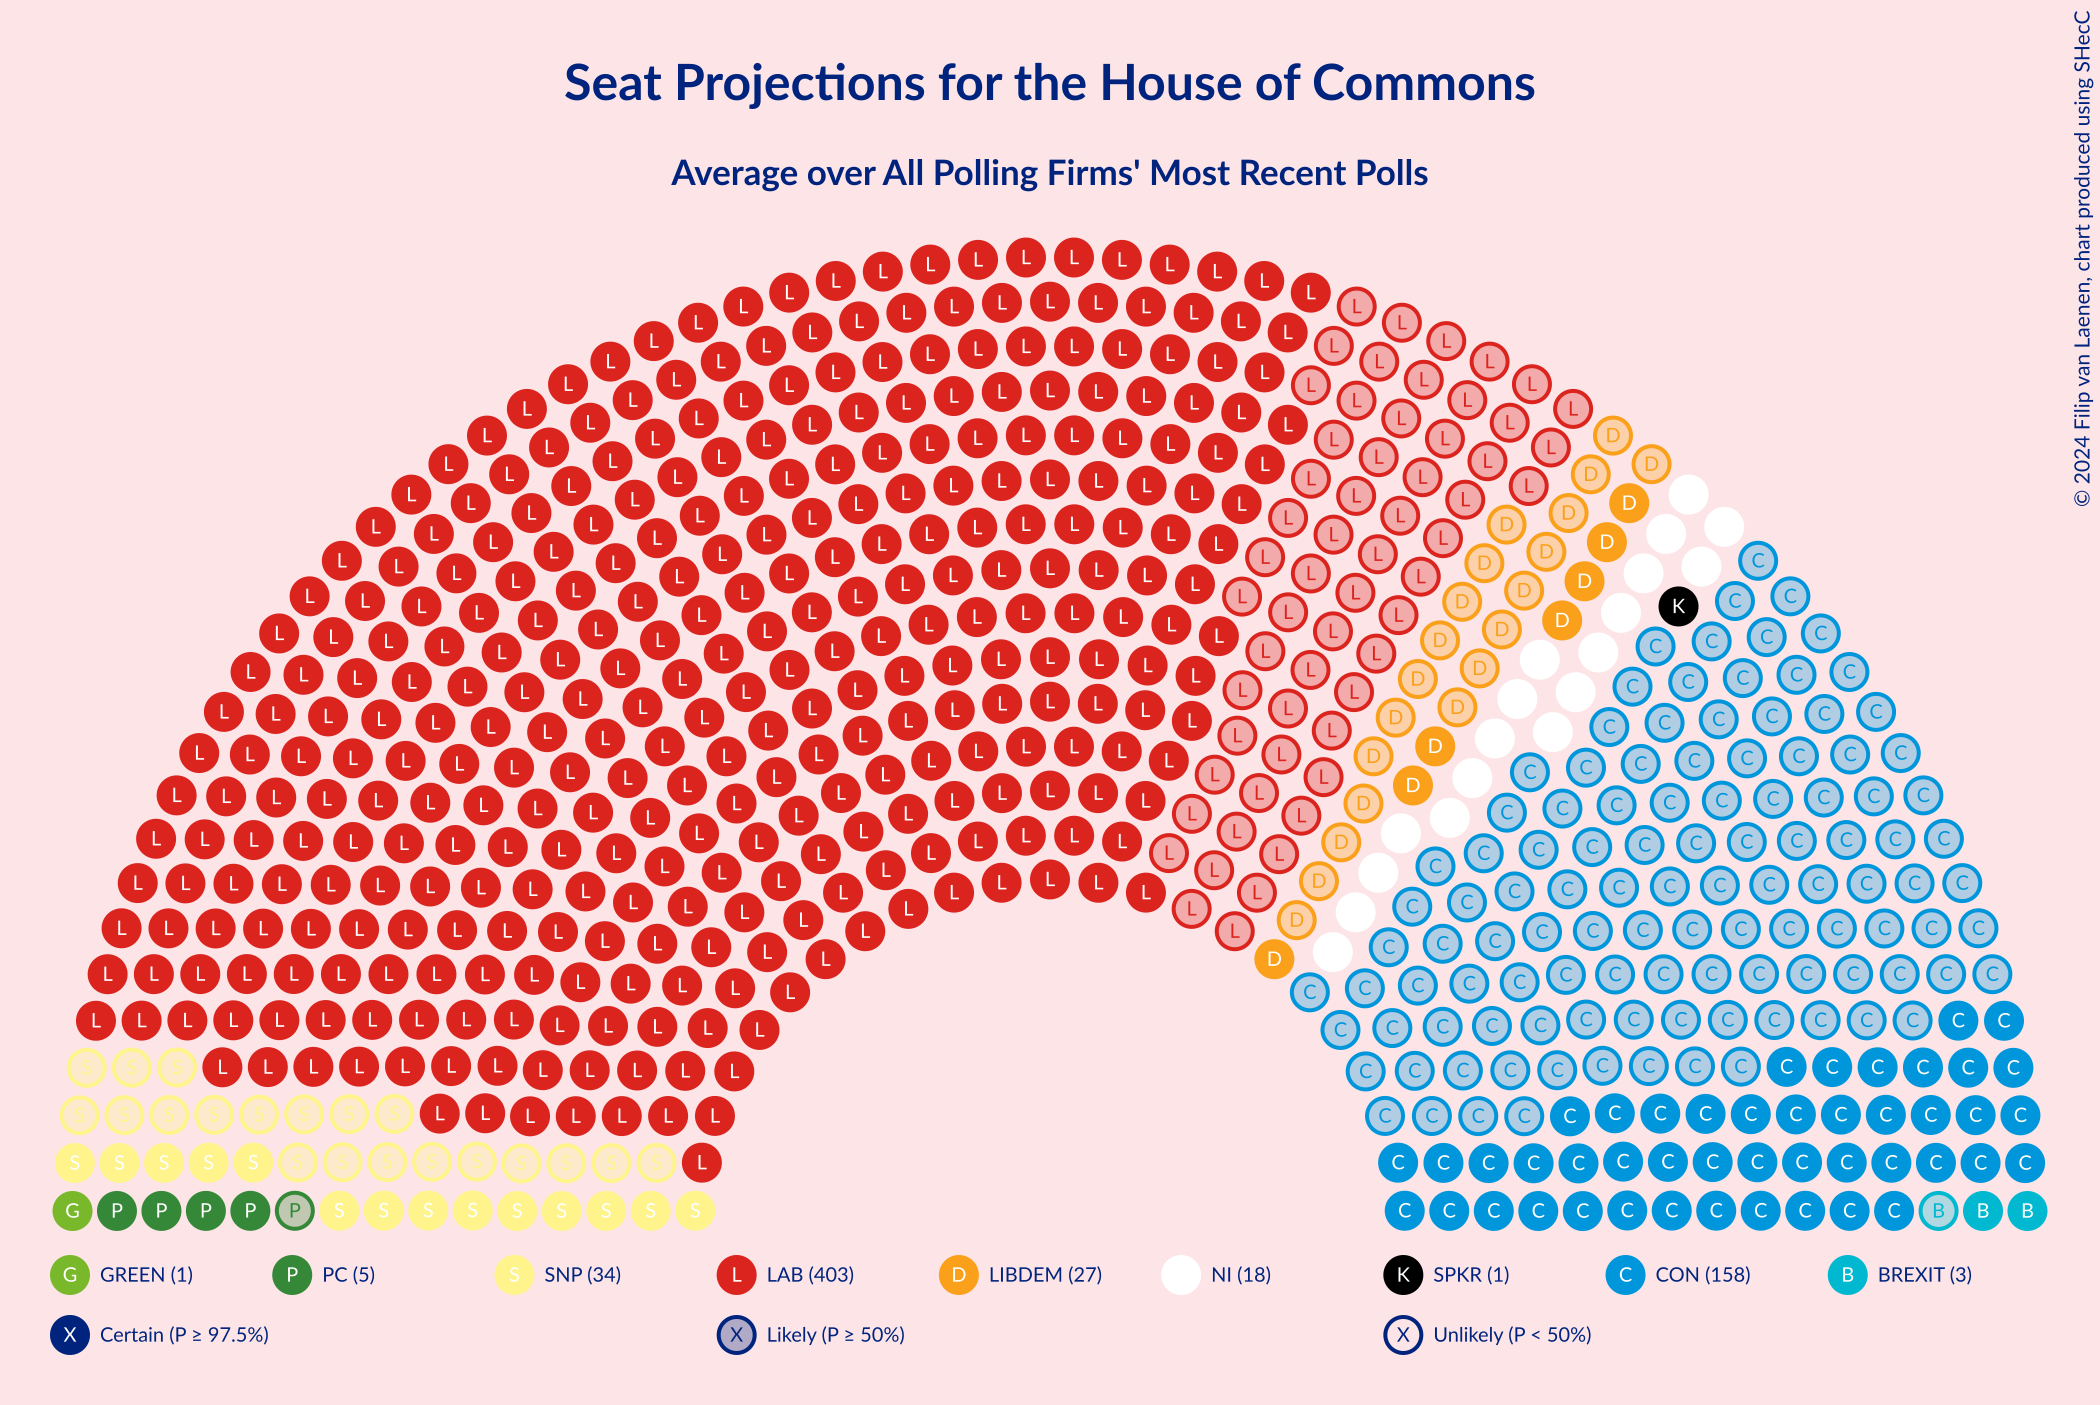 Seat Projections for the House of Commons
Average over All Polling Firms' Most Recent Polls
© 2024 Filip van Laenen, chart produced using SHecC
G GREEN (1) P PC (5) S SNP (34) L LAB (403) D LIBDEM (27) NI (18) K SPKR (1) C CON (158) B BREXIT (3)
X Certain (P ≥ 97.5%) X Likely (P ≥ 50%) X Unlikely (P < 50%)